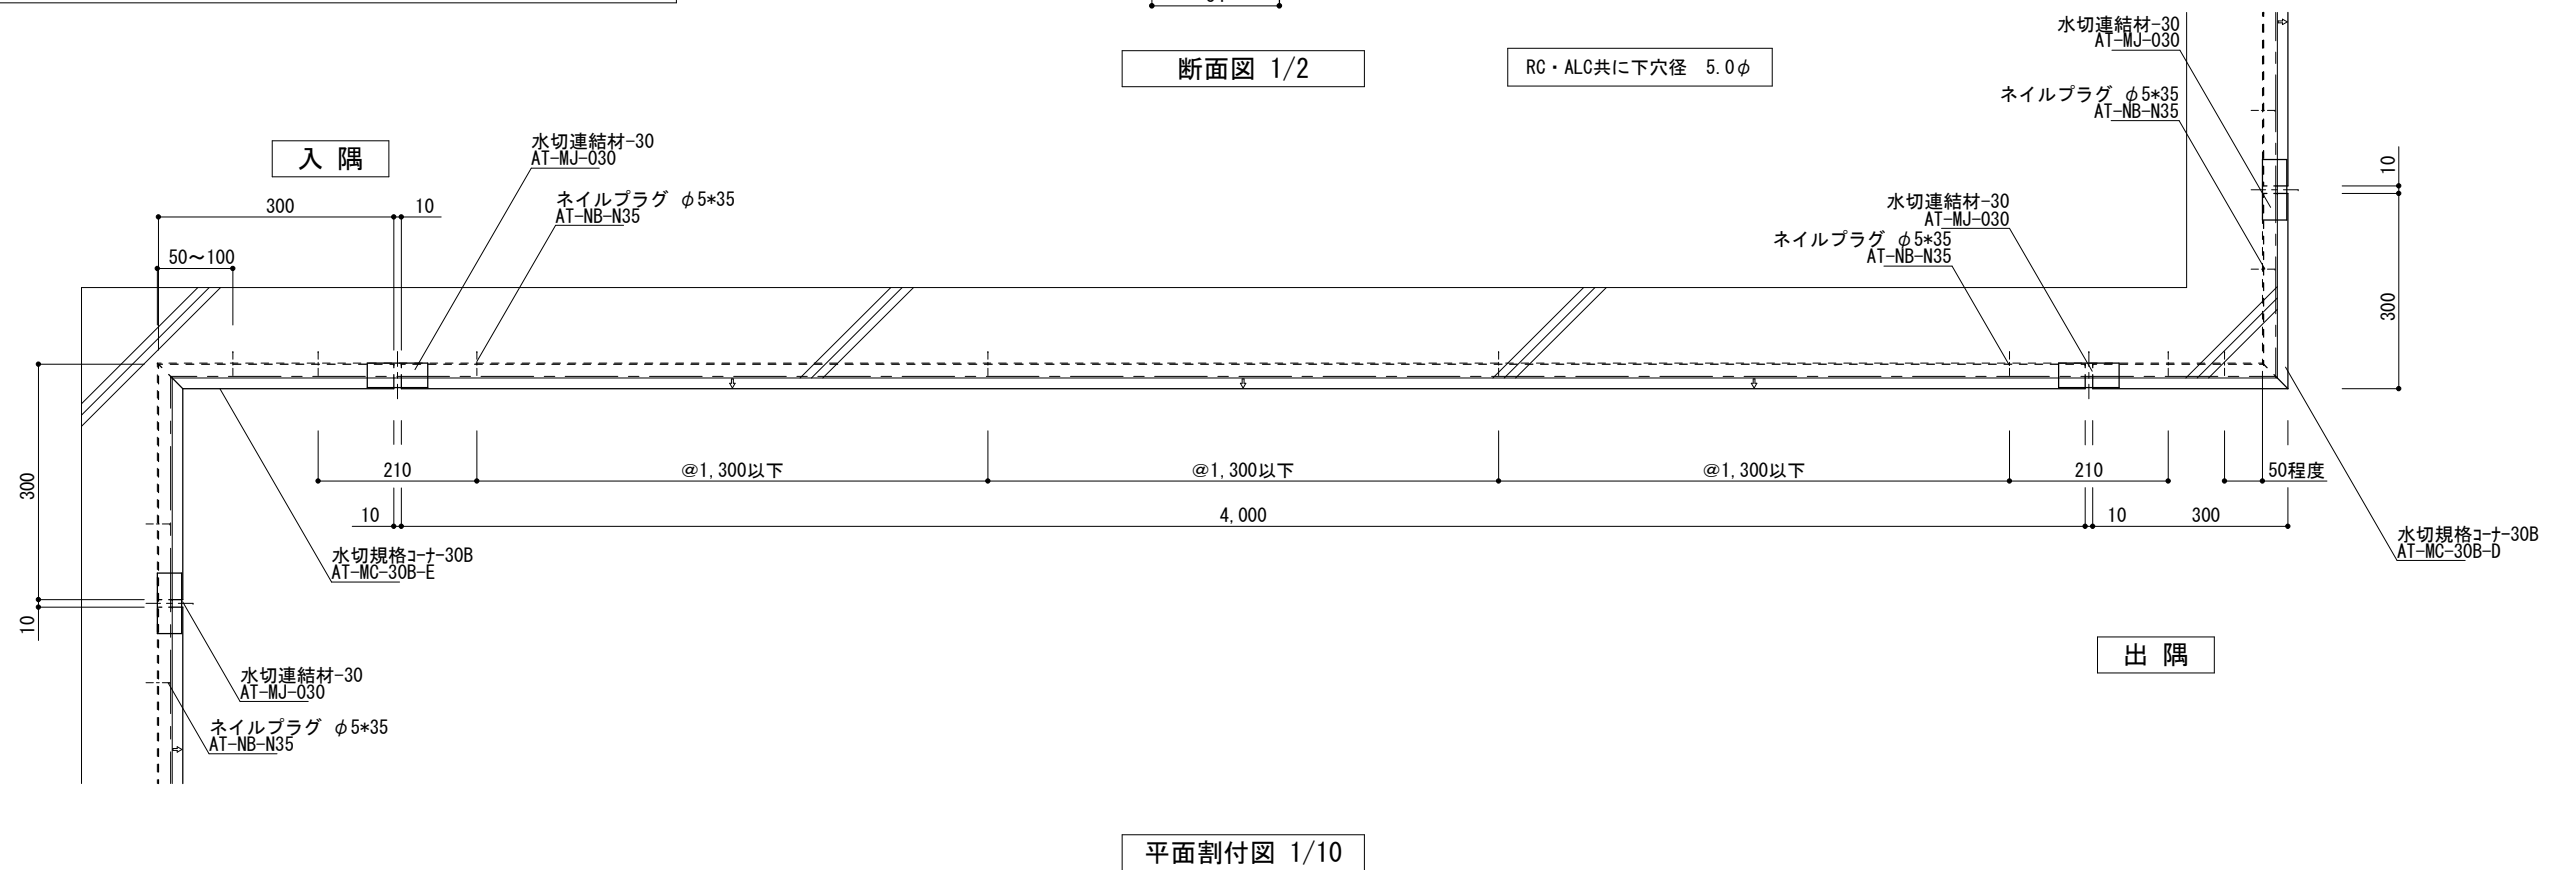 断面図 1/2
RC・ALC共に下穴径 5.0φ
水切連結材-30
AT-MJ-030
ネイルプラグ φ5*35
AT-NB-N35
入 隅
水切連結材-30
AT-MJ-030
ネイルプラグ φ5*35
AT-NB-N35
300
10
50～100
水切連結材-30
AT-MJ-030
ネイルプラグ φ5*35
AT-NB-N35
10
300
300
10
210
@1,300以下
@1,300以下
@1,300以下
210
50程度
10
4,000
10
300
水切規格ｺｰﾅ-30B
AT-MC-30B-E
水切規格ｺｰﾅ-30B
AT-MC-30B-D
水切連結材-30
AT-MJ-030
ネイルプラグ φ5*35
AT-NB-N35
出 隅
平面割付図 1/10